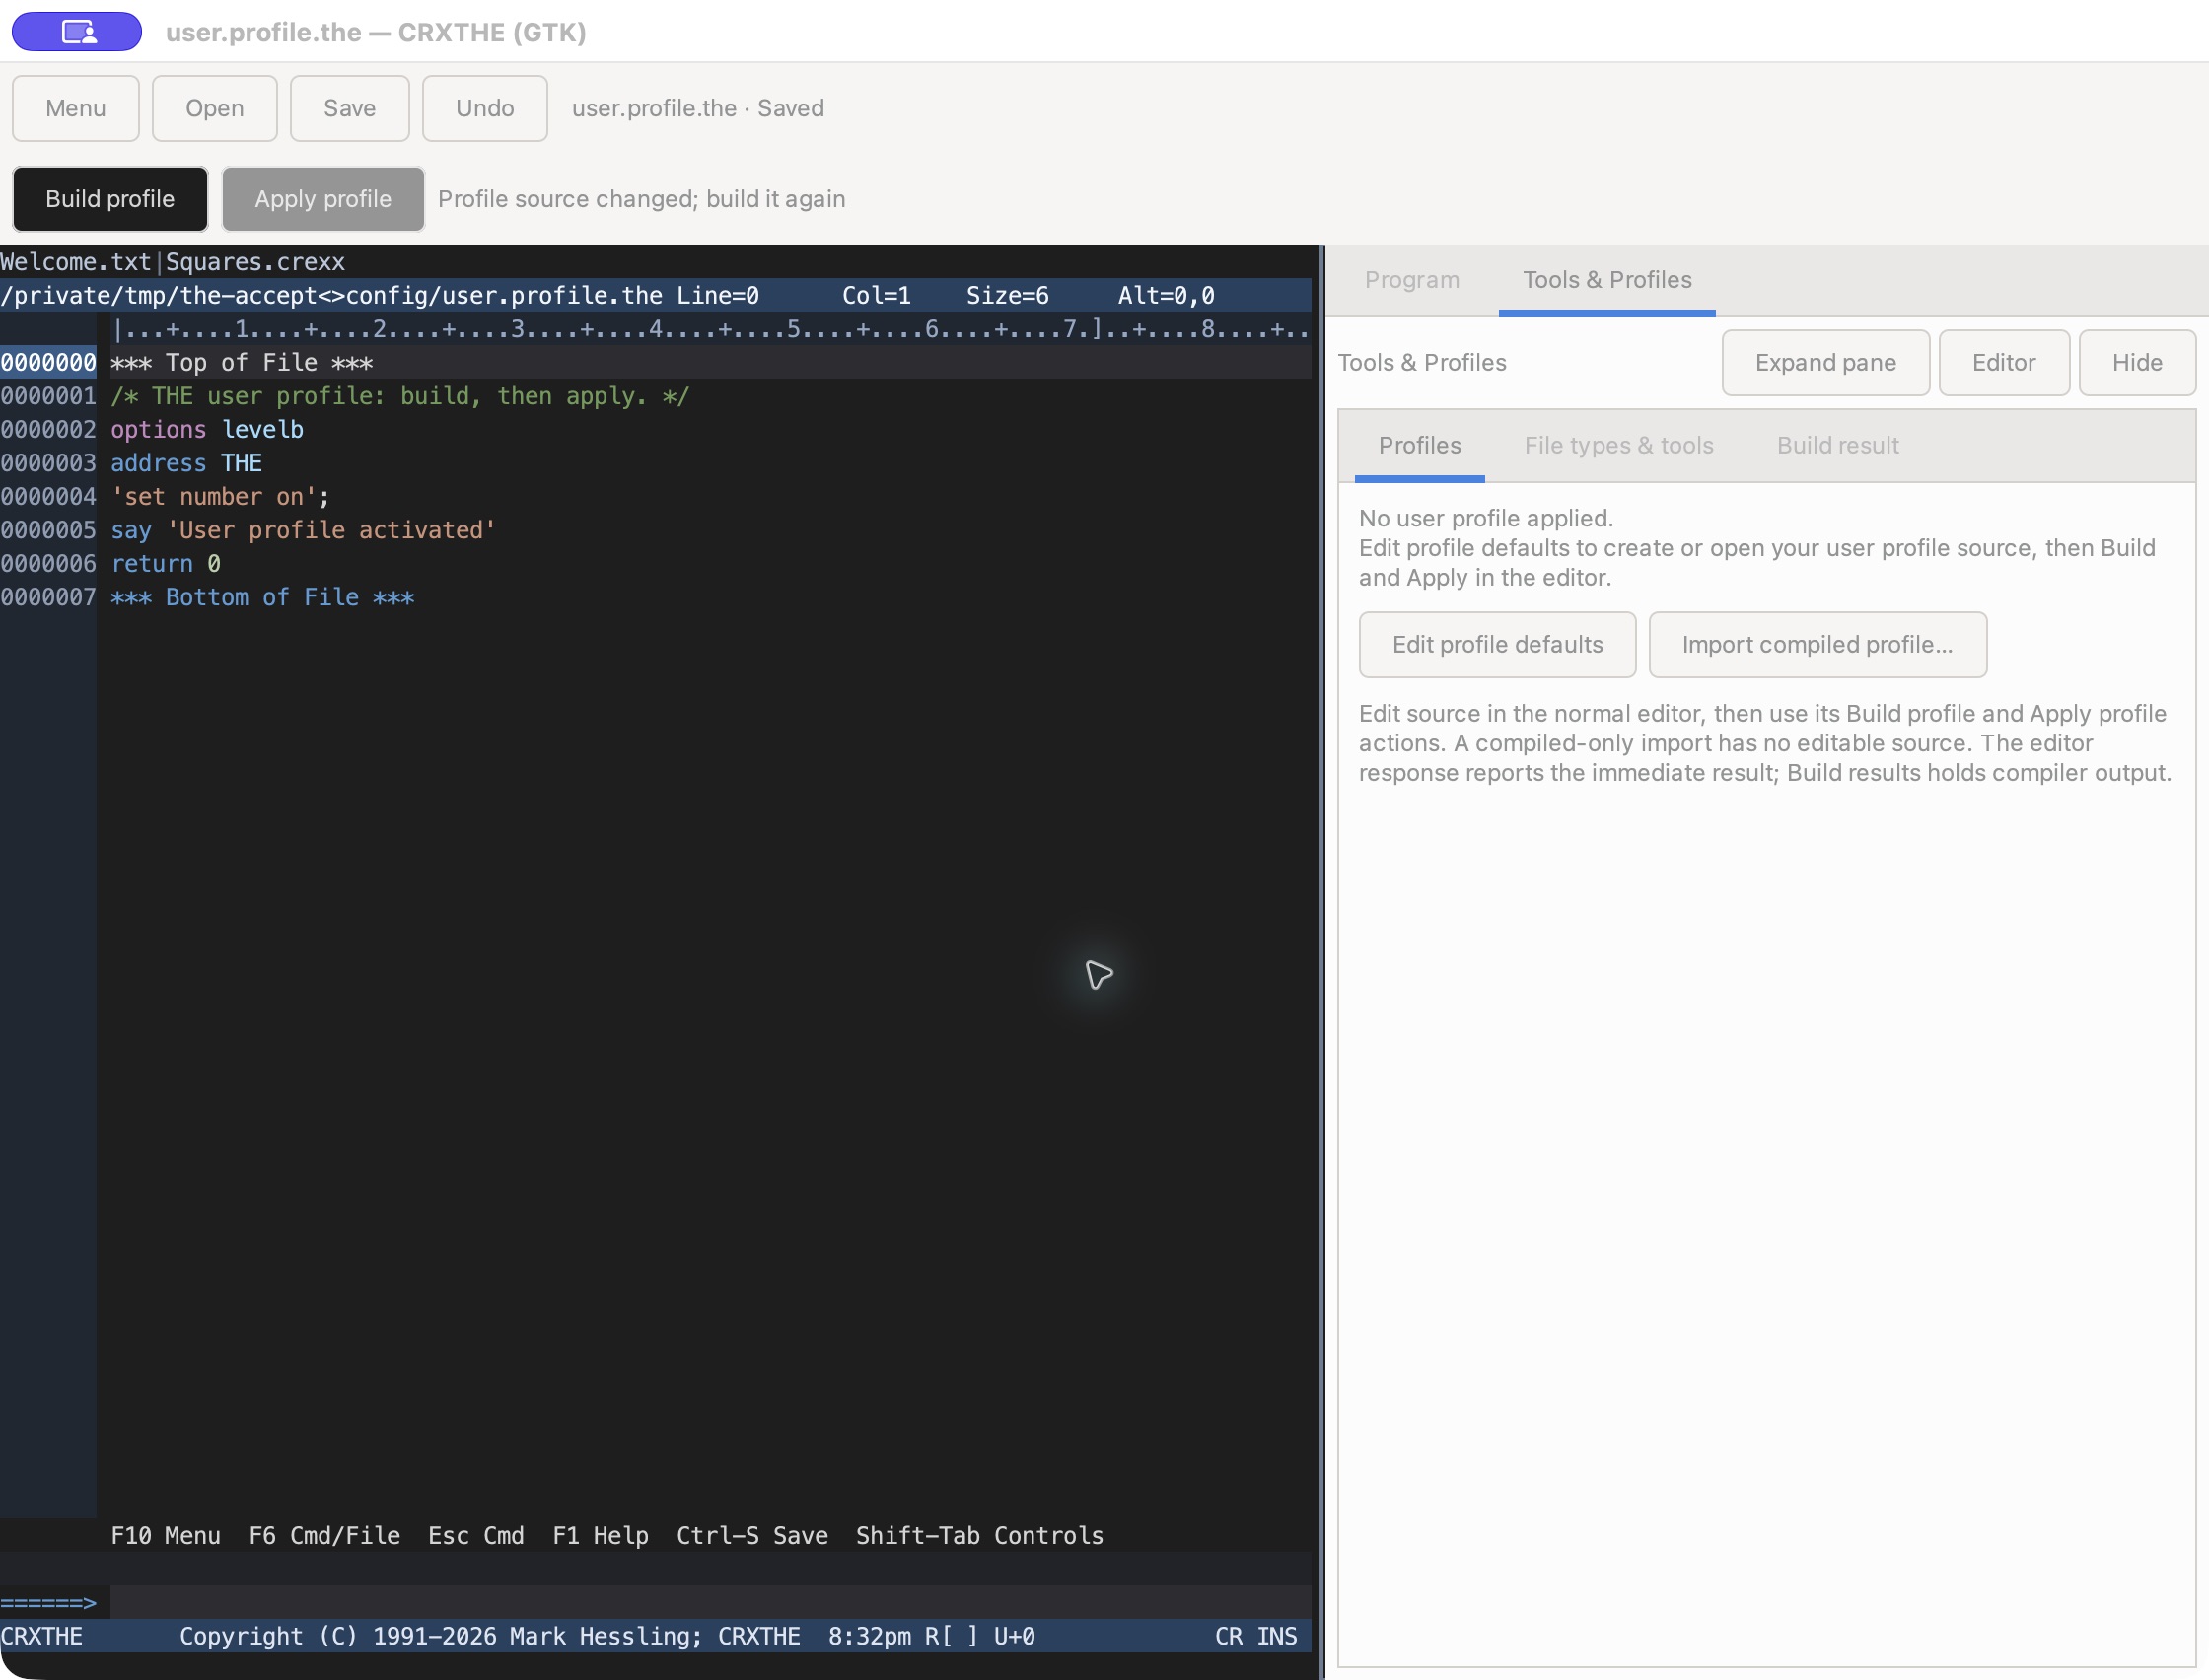 user.profile.the — CRXTHE (GTK)
Menu Open Save Undo user.profile.the · Saved
Build profile Apply profile Profile source changed; build it again
Welcome.txt|Squares.crexx
/private/tmp/the-accept<>config/user.profile.the Line=0 Col=1 Size=6 Alt=0,0
|...+....1....+....2....+....3....+....4....+....5....+....6....+....7.]..+....8....+..
0000000 *** Top of File ***
0000001 /* THE user profile: build, then apply. */
0000002 options levelb
0000003 address THE
0000004 'set number on';
0000005 say 'User profile activated'
0000006 return 0
0000007 *** Bottom of File ***
F10 Menu F6 Cmd/File Esc Cmd F1 Help Ctrl-S Save Shift-Tab Controls
======>
CRXTHE Copyright (C) 1991-2026 Mark Hessling; CRXTHE 8:32pm R[ ] U+0 CR INS
Program Tools & Profiles
Tools & Profiles Expand pane Editor Hide
Profiles File types & tools Build result
No user profile applied.
Edit profile defaults to create or open your user profile source, then Build
and Apply in the editor.
Edit profile defaults Import compiled profile...
Edit source in the normal editor, then use its Build profile and Apply profile
actions. A compiled-only import has no editable source. The editor
response reports the immediate result; Build results holds compiler output.